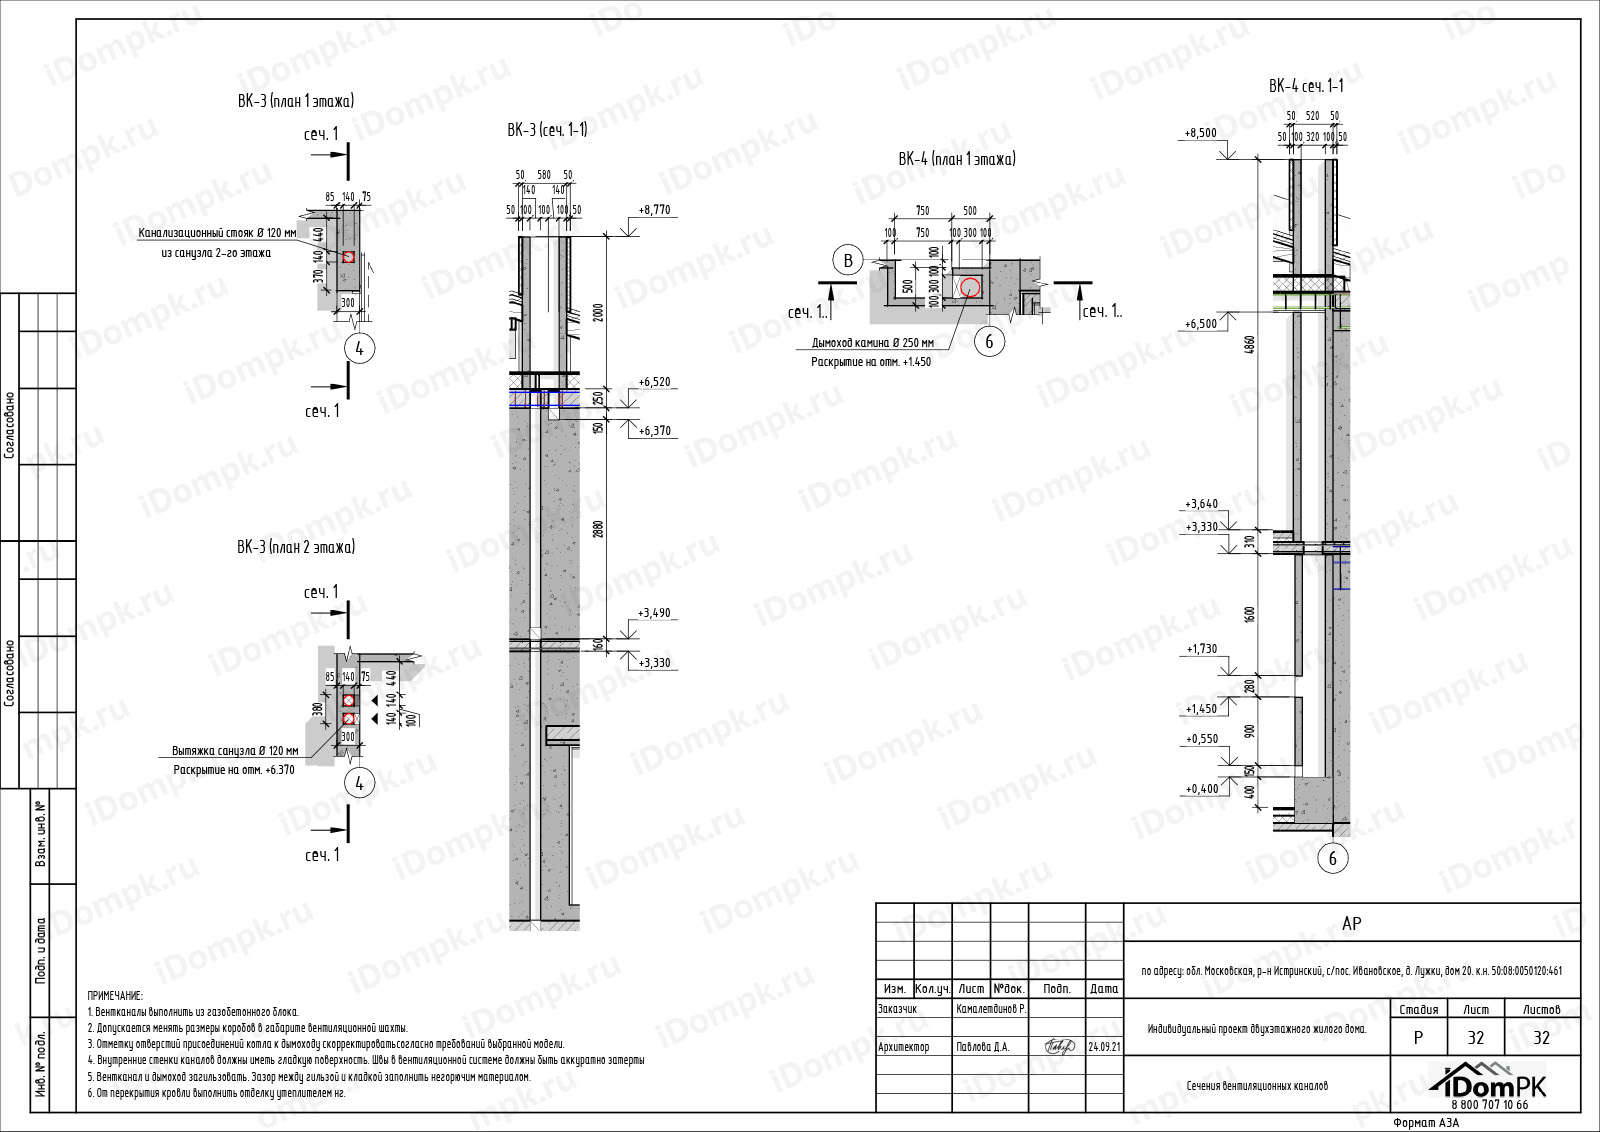 ВК-3 (план 1 этажа)
сеч. 1
85 140 75
Канализационный стояк Ø 120 мм
из санузла 2-го этажа
440
140
370
300
4
сеч. 1
ВК-3 (план 2 этажа)
сеч. 1
85 140 75
440
140
140
100
380
300
Вытяжка санузла Ø 120 мм
Раскрытие на отм. +6.370
4
сеч. 1
ВК-3 (сеч. 1-1)
50 580 50
140 140
50 100 100 100 50
+8,770
2000
+6,520
250
150
+6,370
2880
+3,490
160
+3,330
ВК-4 (план 1 этажа)
750 500
100 750 100 300 100
В
100
100
500
300
100
сеч. 1..
сеч. 1..
Дымоход камина Ø 250 мм
Раскрытие на отм. +1.450
6
ВК-4 сеч. 1-1
50 520 50
50 100 320 100 50
+8,500
+6,500
4860
+3,640
+3,330
310
1600
+1,730
280
+1,450
900
+0,550
150
+0,400
400
6
Согласовано
Согласовано
Взам. инв. №
Подп. и дата
Инв. № подл.
ПРИМЕЧАНИЕ:
1. Вентканалы выполнить из газобетонного блока.
2. Допускается менять размеры коробов в габарите вентиляционной шахты.
3. Отметку отверстий присоединений котла к дымоходу скорректироватьсогласно требований выбранной модели.
4. Внутренние стенки каналов должны иметь гладкую поверхность. Швы в вентиляционной системе должны быть аккуратно затерты
5. Вентканал и дымоход загильзовать. Зазор между гильзой и кладкой заполнить негорючим материалом.
6. От перекрытия кровли выполнить отделку утеплителем нг.
АР
по адресу: обл. Московская, р-н Истринский, с/пос. Ивановское, д. Лужки, дом 20. к.н. 50:08:0050120:461
Изм. Кол.уч. Лист №док. Подп. Дата
Заказчик Камалетдинов Р.
Архитектор Павлова Д.А. 24.09.21
Индивидуальный проект двухэтажного жилого дома.
Стадия Лист Листов
Р 32 32
Сечения вентиляционных каналов
iDomPK
8 800 707 10 66
Формат А3А
iDompk.ru